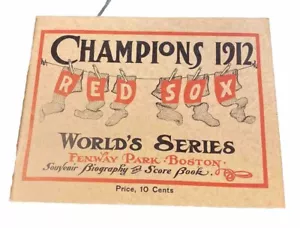 CHAMPIONS 1912
RED SOX
WORLD'S SERIES
FENWAY PARK BOSTON
Souvenir Biography and Score Book.
Price, 10 Cents